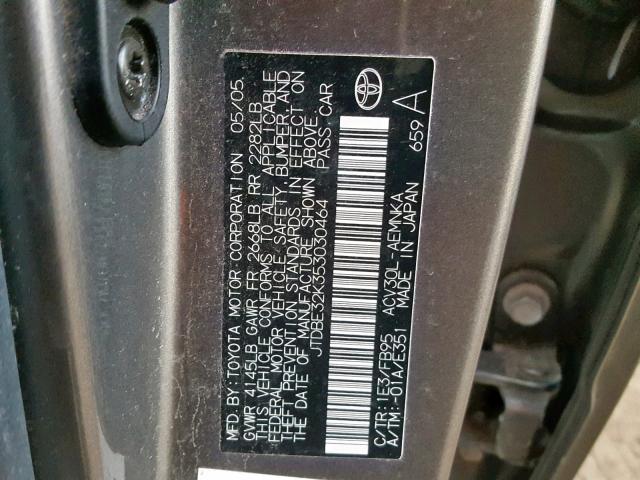 MFD. BY: TOYOTA MOTOR CORPORATION 05/05
GVWR 4145LB GAWR FR 2648LB RR 2282LB
THIS VEHICLE CONFORMS TO ALL APPLICABLE
FEDERAL MOTOR VEHICLE SAFETY, BUMPER, AND
THEFT PREVENTION STANDARDS IN EFFECT ON
THE DATE OF MANUFACTURE SHOWN ABOVE.
JTDBE32K353030464 PASS CAR
C/TR: 1E3/FB95 ACV30L-AEMNKA
A/TM: -01A/E351 MADE IN JAPAN
659 A